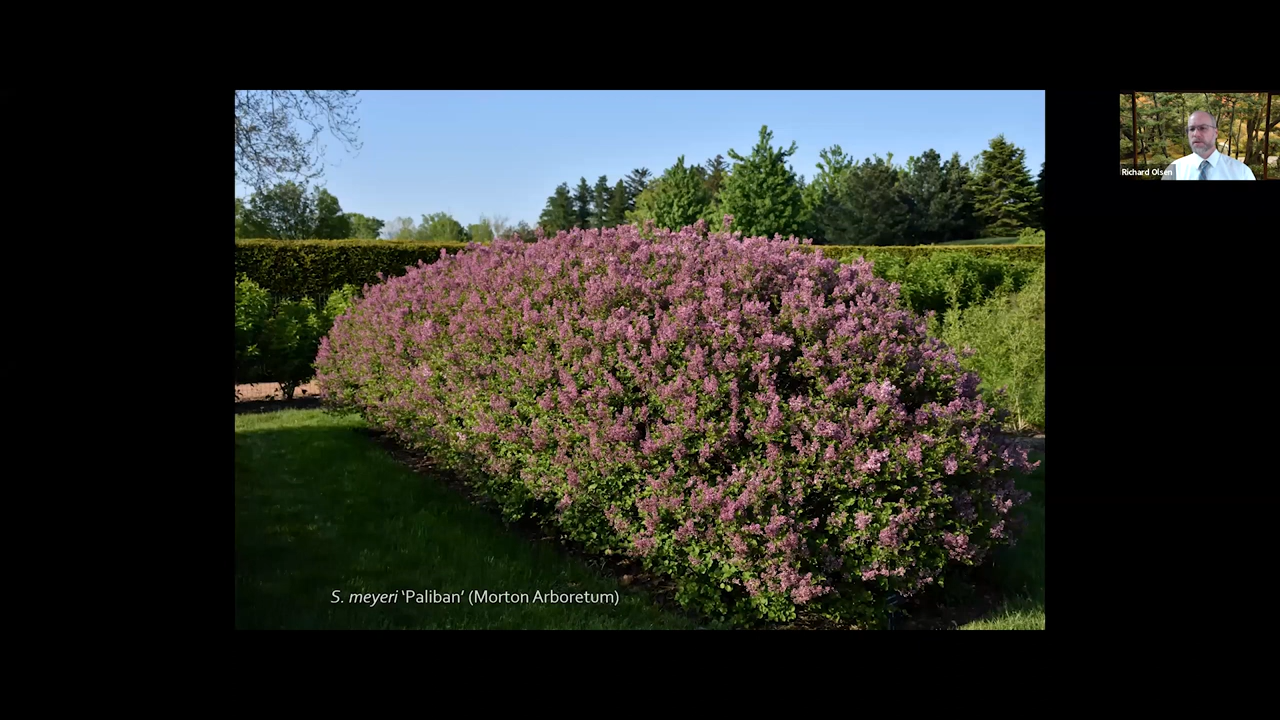 Richard Olsen
S. meyeri ‘Paliban’ (Morton Arboretum)